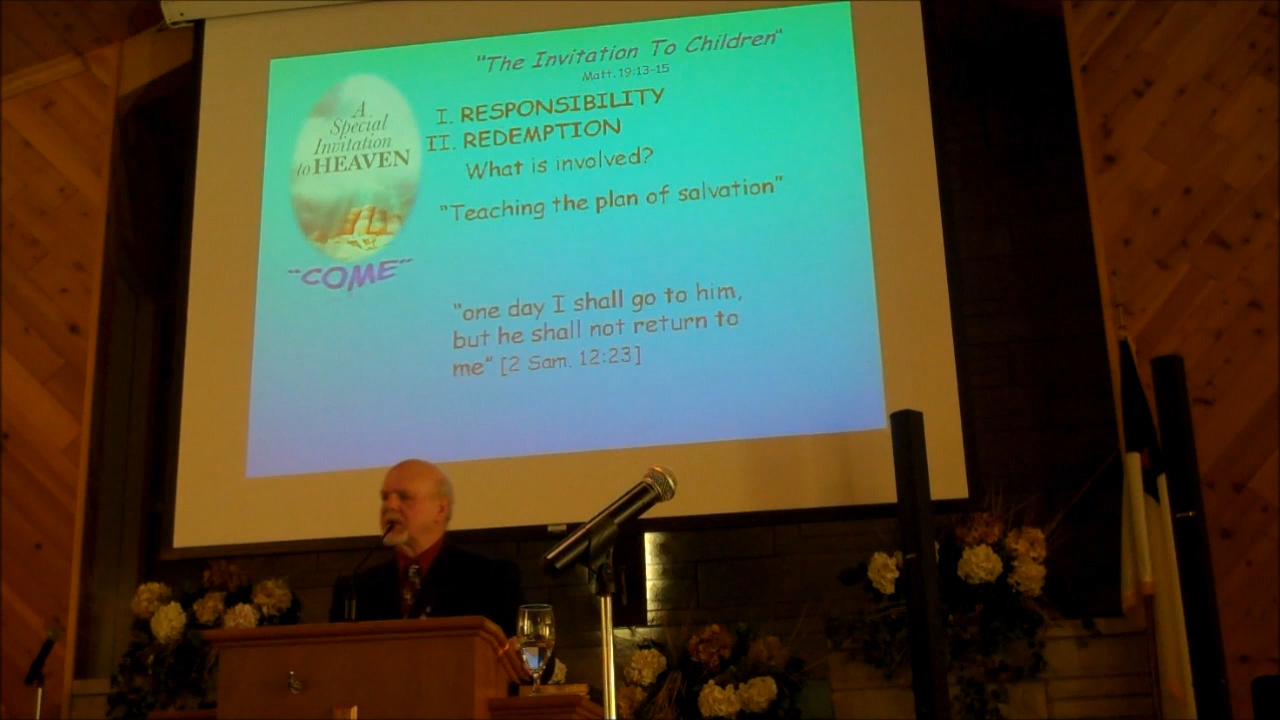 "The Invitation To Children"
Matt. 19:13-15
A
Special
Invitation
to HEAVEN
"COME"
I. RESPONSIBILITY
II. REDEMPTION
What is involved?
"Teaching the plan of salvation"
"one day I shall go to him,
but he shall not return to
me" [2 Sam. 12:23]